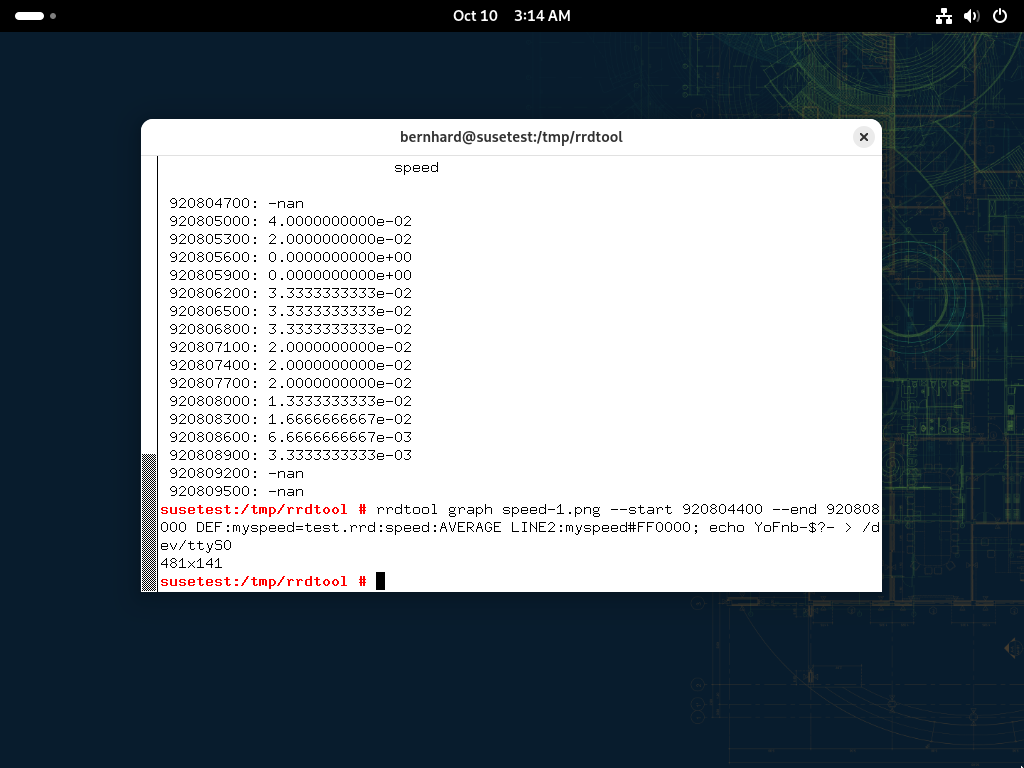 Oct 10 3:14 AM
bernhard@susetest:/tmp/rrdtool
speed
920804700: -nan
920805000: 4.0000000000e-02
920805300: 2.0000000000e-02
920805600: 0.0000000000e+00
920805900: 0.0000000000e+00
920806200: 3.3333333333e-02
920806500: 3.3333333333e-02
920806800: 3.3333333333e-02
920807100: 2.0000000000e-02
920807400: 2.0000000000e-02
920807700: 2.0000000000e-02
920808000: 1.3333333333e-02
920808300: 1.6666666667e-02
920808600: 6.6666666667e-03
920808900: 3.3333333333e-03
920809200: -nan
920809500: -nan
susetest:/tmp/rrdtool # rrdtool graph speed-1.png --start 920804400 --end 920808
000 DEF:myspeed=test.rrd:speed:AVERAGE LINE2:myspeed#FF0000; echo YoFnb-$?- > /d
ev/ttyS0
481x141
susetest:/tmp/rrdtool #